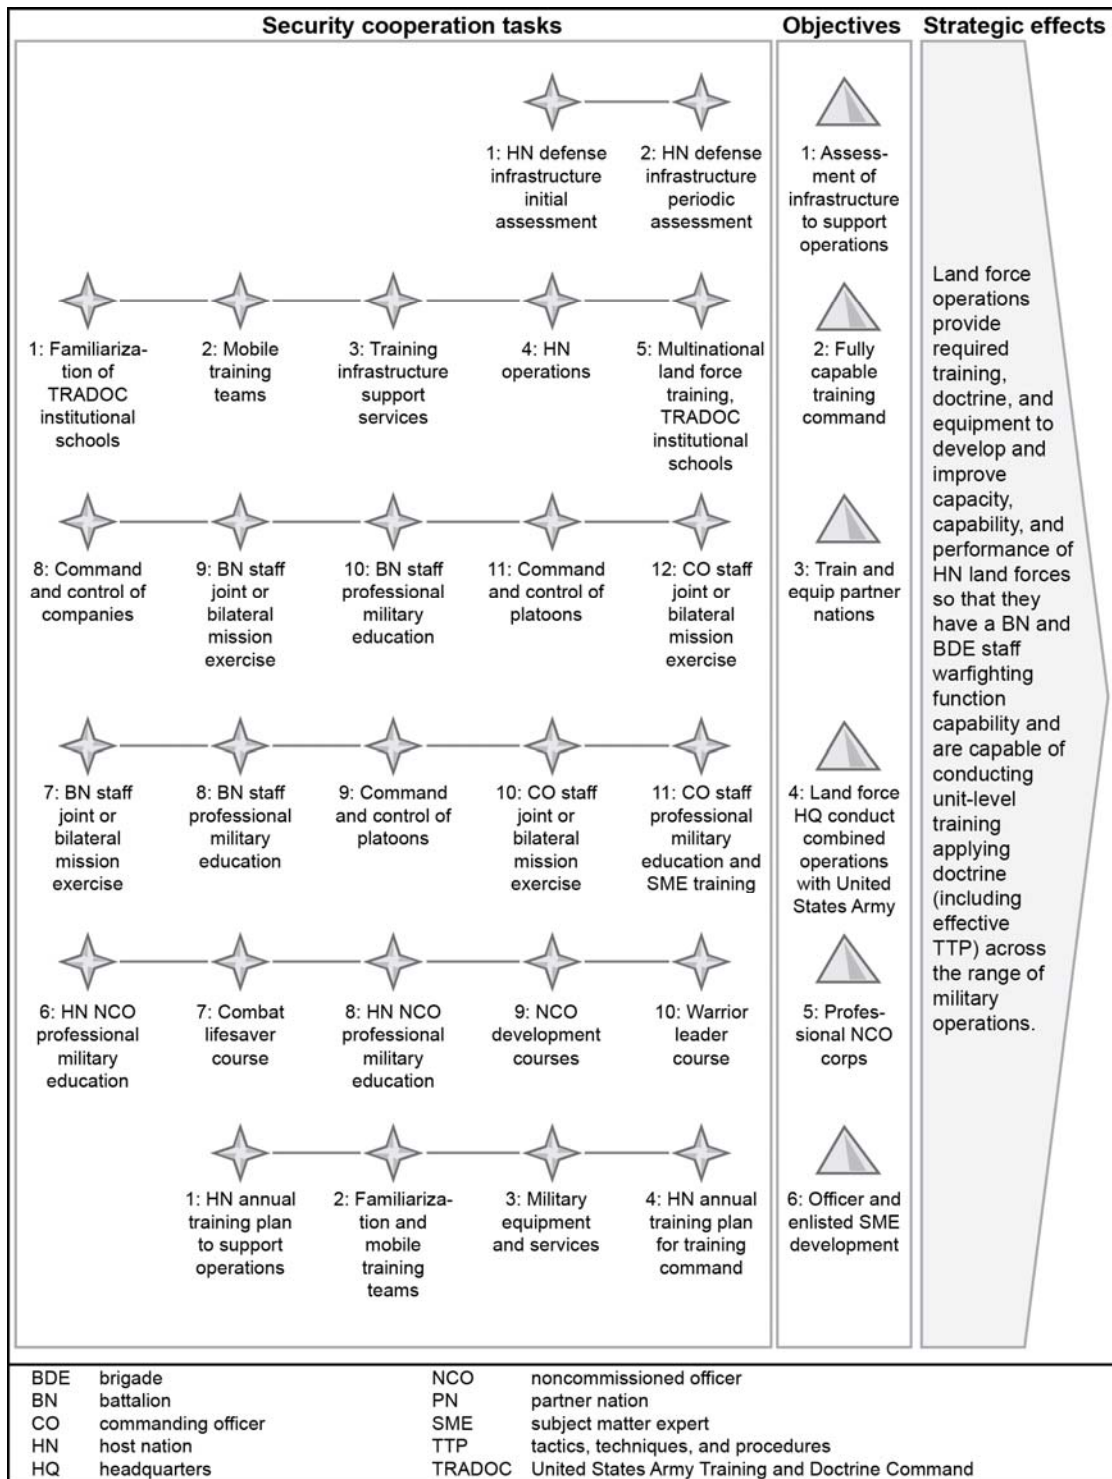 Security cooperation tasks
Objectives
Strategic effects
1: HN defense
infrastructure
initial
assessment
2: HN defense
infrastructure
periodic
assessment
1: Assess-
ment of
infrastructure
to support
operations
1: Familiariza-
tion of
TRADOC
institutional
schools
2: Mobile
training
teams
3: Training
infrastructure
support
services
4: HN
operations
5: Multinational
land force
training,
TRADOC
institutional
schools
2: Fully
capable
training
command
8: Command
and control of
companies
9: BN staff
joint or
bilateral
mission
exercise
10: BN staff
professional
military
education
11: Command
and control of
platoons
12: CO staff
joint or
bilateral
mission
exercise
3: Train and
equip partner
nations
7: BN staff
joint or
bilateral
mission
exercise
8: BN staff
professional
military
education
9: Command
and control of
platoons
10: CO staff
joint or
bilateral
mission
exercise
11: CO staff
professional
military
education and
SME training
4: Land force
HQ conduct
combined
operations
with United
States Army
6: HN NCO
professional
military
education
7: Combat
lifesaver
course
8: HN NCO
professional
military
education
9: NCO
development
courses
10: Warrior
leader
course
5: Profes-
sional NCO
corps
1: HN annual
training plan
to support
operations
2: Familiariza-
tion and
mobile
training
teams
3: Military
equipment
and services
4: HN annual
training plan
for training
command
6: Officer and
enlisted SME
development
Land force
operations
provide
required
training,
doctrine, and
equipment to
develop and
improve
capacity,
capability, and
performance of
HN land forces
so that they
have a BN and
BDE staff
warfighting
function
capability and
are capable of
conducting
unit-level
training
applying
doctrine
(including
effective
TTP) across
the range of
military
operations.
BDE brigade
BN battalion
CO commanding officer
HN host nation
HQ headquarters
NCO noncommissioned officer
PN partner nation
SME subject matter expert
TTP tactics, techniques, and procedures
TRADOC United States Army Training and Doctrine Command